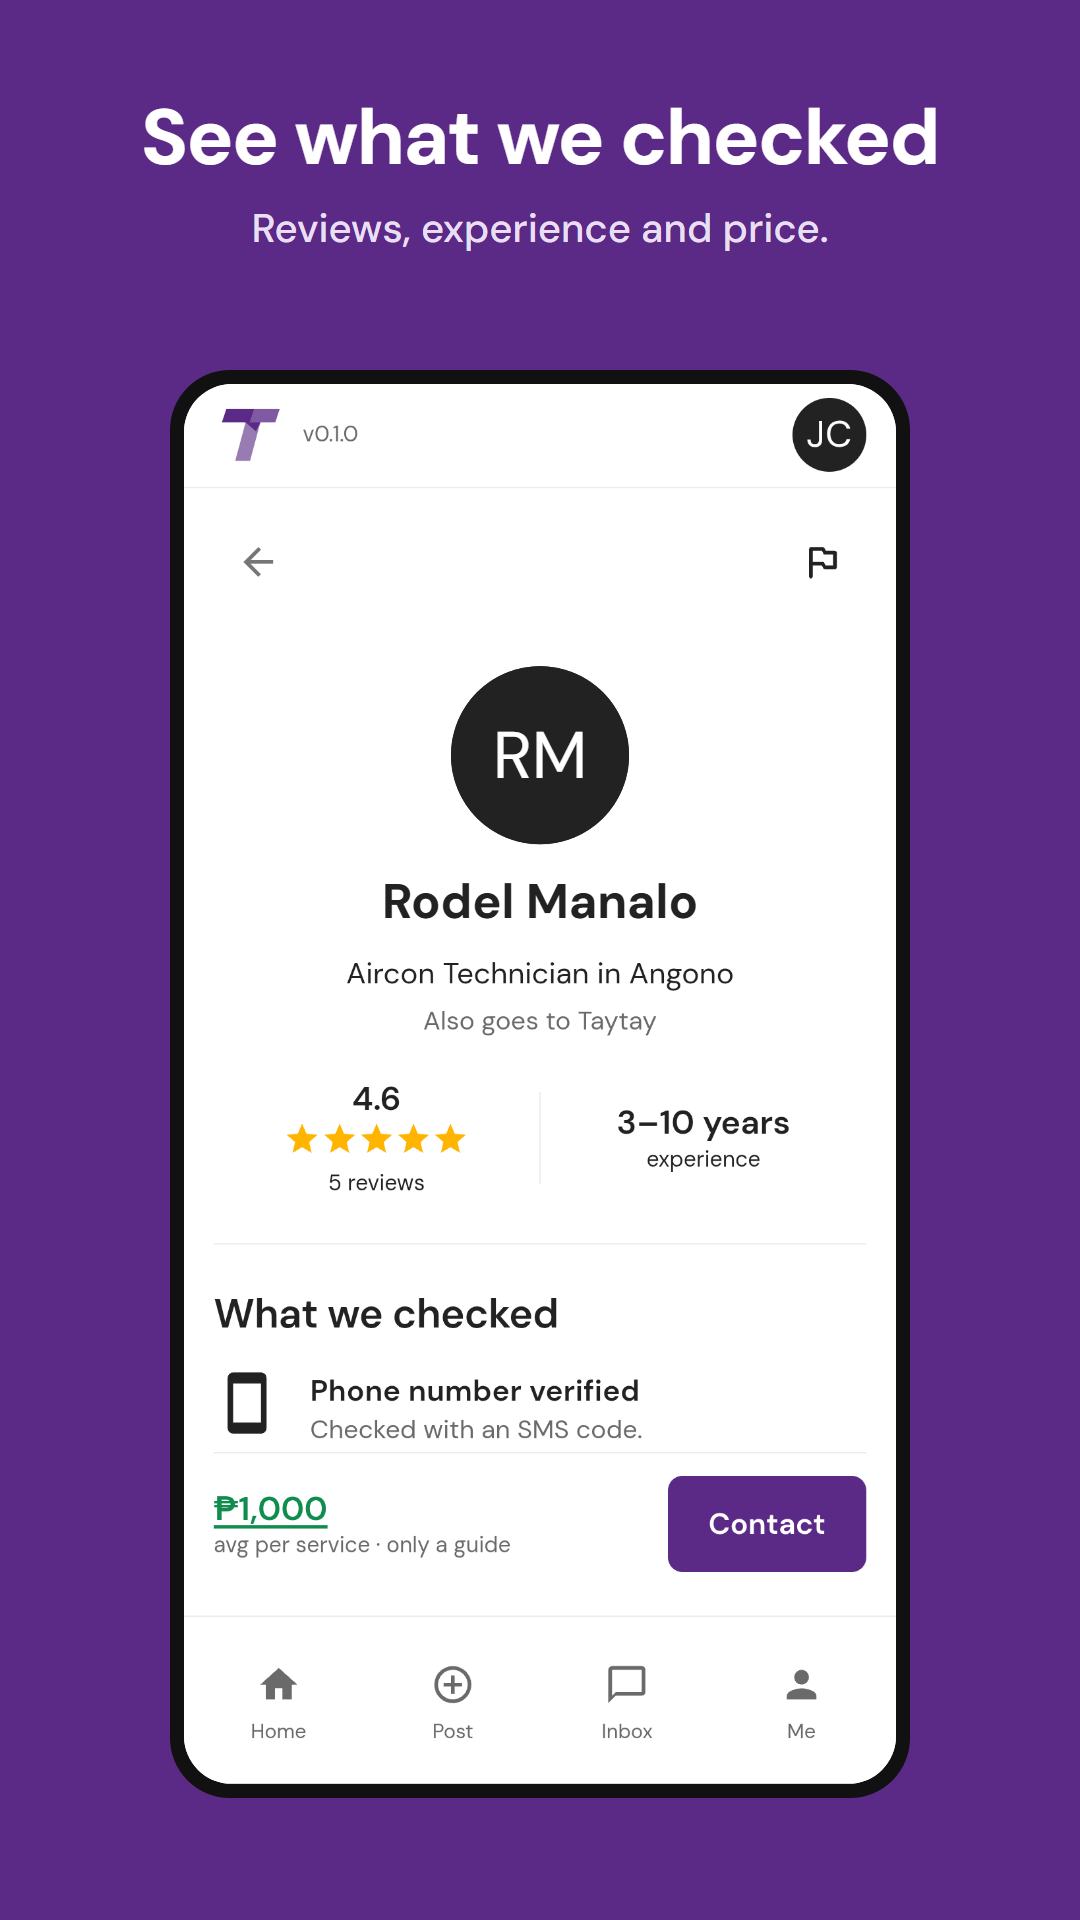 See what we checked
Reviews, experience and price.
v0.1.0
JC
RM
Rodel Manalo
Aircon Technician in Angono
Also goes to Taytay
4.6
5 reviews
3–10 years
experience
What we checked
Phone number verified
Checked with an SMS code.
₱1,000
avg per service · only a guide
Contact
Home
Post
Inbox
Me